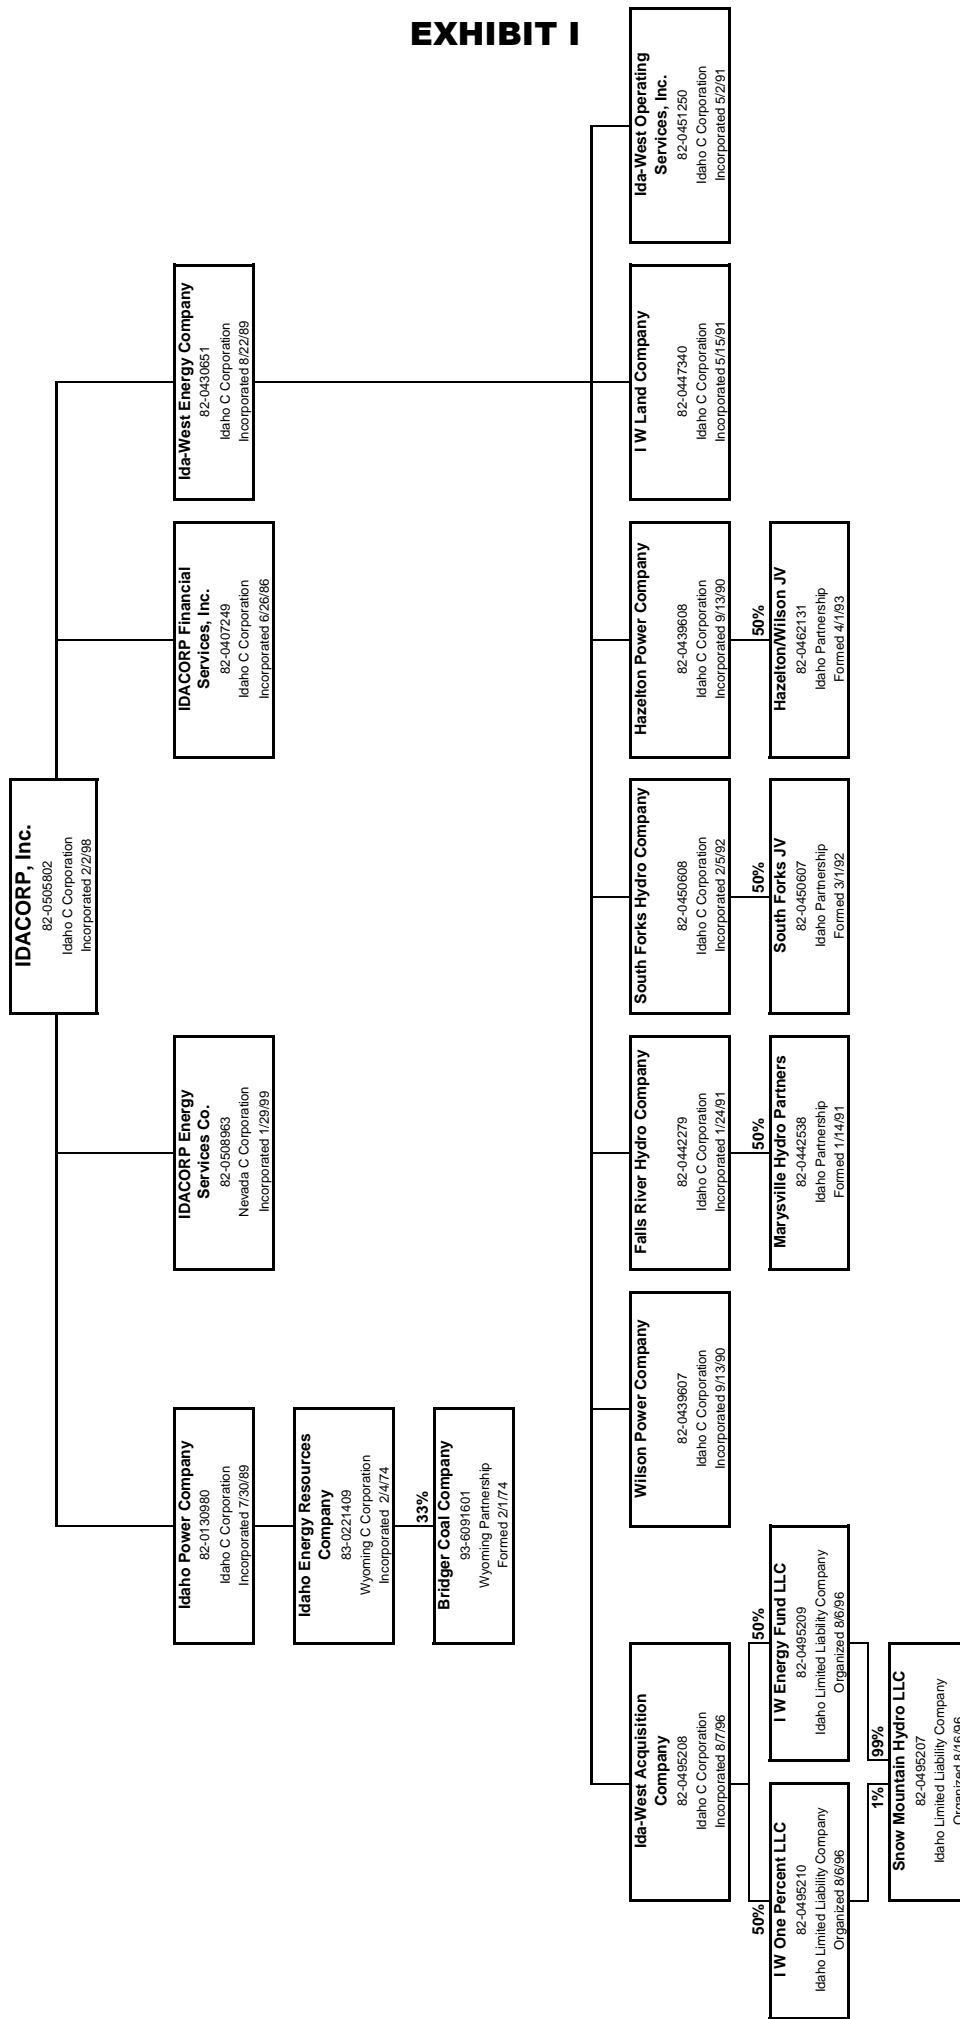 EXHIBIT I
IDACORP, Inc.
82-0505802
Idaho C Corporation
Incorporated 2/2/98
Idaho Power Company
82-0130980
Idaho C Corporation
Incorporated 7/30/89
IDACORP Energy
Services Co.
82-0508963
Nevada C Corporation
Incorporated 1/29/99
IDACORP Financial
Services, Inc.
82-0407249
Idaho C Corporation
Incorporated 6/26/86
Ida-West Energy Company
82-0430651
Idaho C Corporation
Incorporated 8/22/89
Idaho Energy Resources
Company
83-0221409
Wyoming C Corporation
Incorporated 2/4/74
33%
Bridger Coal Company
93-6091601
Wyoming Partnership
Formed 2/1/74
Ida-West Acquisition
Company
82-0495208
Idaho C Corporation
Incorporated 8/7/96
Wilson Power Company
82-0439607
Idaho C Corporation
Incorporated 9/13/90
Falls River Hydro Company
82-0442279
Idaho C Corporation
Incorporated 1/24/91
South Forks Hydro Company
82-0450608
Idaho C Corporation
Incorporated 2/5/92
Hazelton Power Company
82-0439608
Idaho C Corporation
Incorporated 9/13/90
I W Land Company
82-0447340
Idaho C Corporation
Incorporated 5/15/91
Ida-West Operating
Services, Inc.
82-0451250
Idaho C Corporation
Incorporated 5/2/91
50%
I W One Percent LLC
82-0495210
Idaho Limited Liability Company
Organized 8/6/96
50%
I W Energy Fund LLC
82-0495209
Idaho Limited Liability Company
Organized 8/6/96
50%
Marysville Hydro Partners
82-0442538
Idaho Partnership
Formed 1/14/91
50%
South Forks JV
82-0450607
Idaho Partnership
Formed 3/1/92
50%
Hazelton/Wilson JV
82-0462131
Idaho Partnership
Formed 4/1/93
1%
99%
Snow Mountain Hydro LLC
82-0495207
Idaho Limited Liability Company
Organized 8/16/96